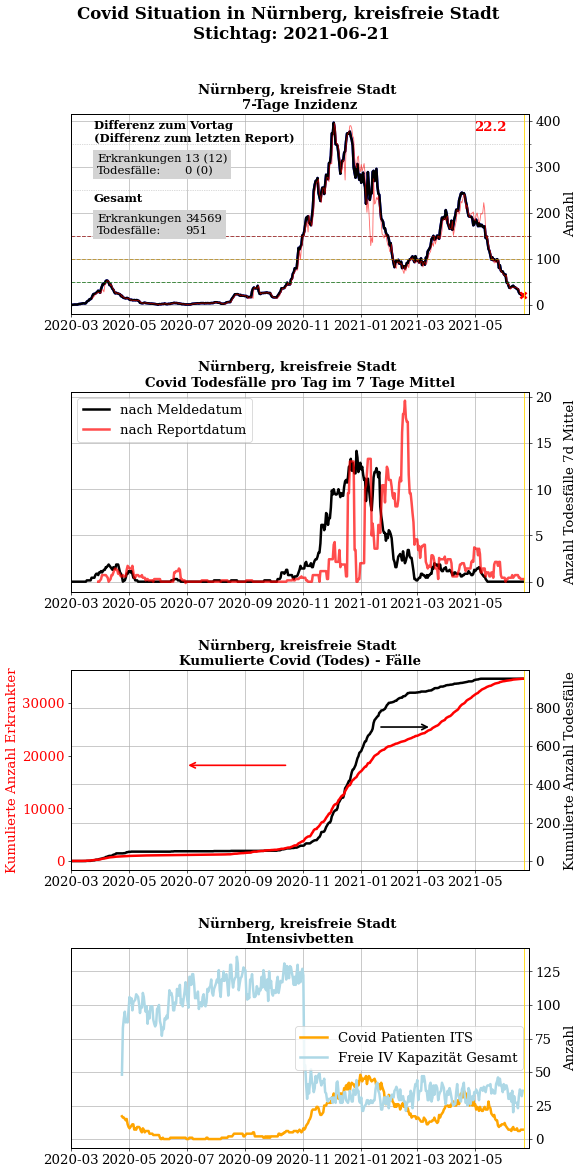 Covid Situation in Nürnberg, kreisfreie Stadt
Stichtag: 2021-06-21
Nürnberg, kreisfreie Stadt
7-Tage Inzidenz
Differenz zum Vortag
(Differenz zum letzten Report)
Erkrankungen 13 (12)
Todesfälle: 0 (0)
Gesamt
Erkrankungen 34569
Todesfälle: 951
22.2
400
300
200
100
0
Anzahl
2020-03 2020-05 2020-07 2020-09 2020-11 2021-01 2021-03 2021-05
Nürnberg, kreisfreie Stadt
Covid Todesfälle pro Tag im 7 Tage Mittel
nach Meldedatum
nach Reportdatum
20
15
10
5
0
Anzahl Todesfälle 7d Mittel
2020-03 2020-05 2020-07 2020-09 2020-11 2021-01 2021-03 2021-05
Nürnberg, kreisfreie Stadt
Kumulierte Covid (Todes) - Fälle
Kumulierte Anzahl Erkrankter
30000
20000
10000
0
800
600
400
200
0
Kumulierte Anzahl Todesfälle
2020-03 2020-05 2020-07 2020-09 2020-11 2021-01 2021-03 2021-05
Nürnberg, kreisfreie Stadt
Intensivbetten
Covid Patienten ITS
Freie IV Kapazität Gesamt
125
100
75
50
25
0
Anzahl
2020-03 2020-05 2020-07 2020-09 2020-11 2021-01 2021-03 2021-05